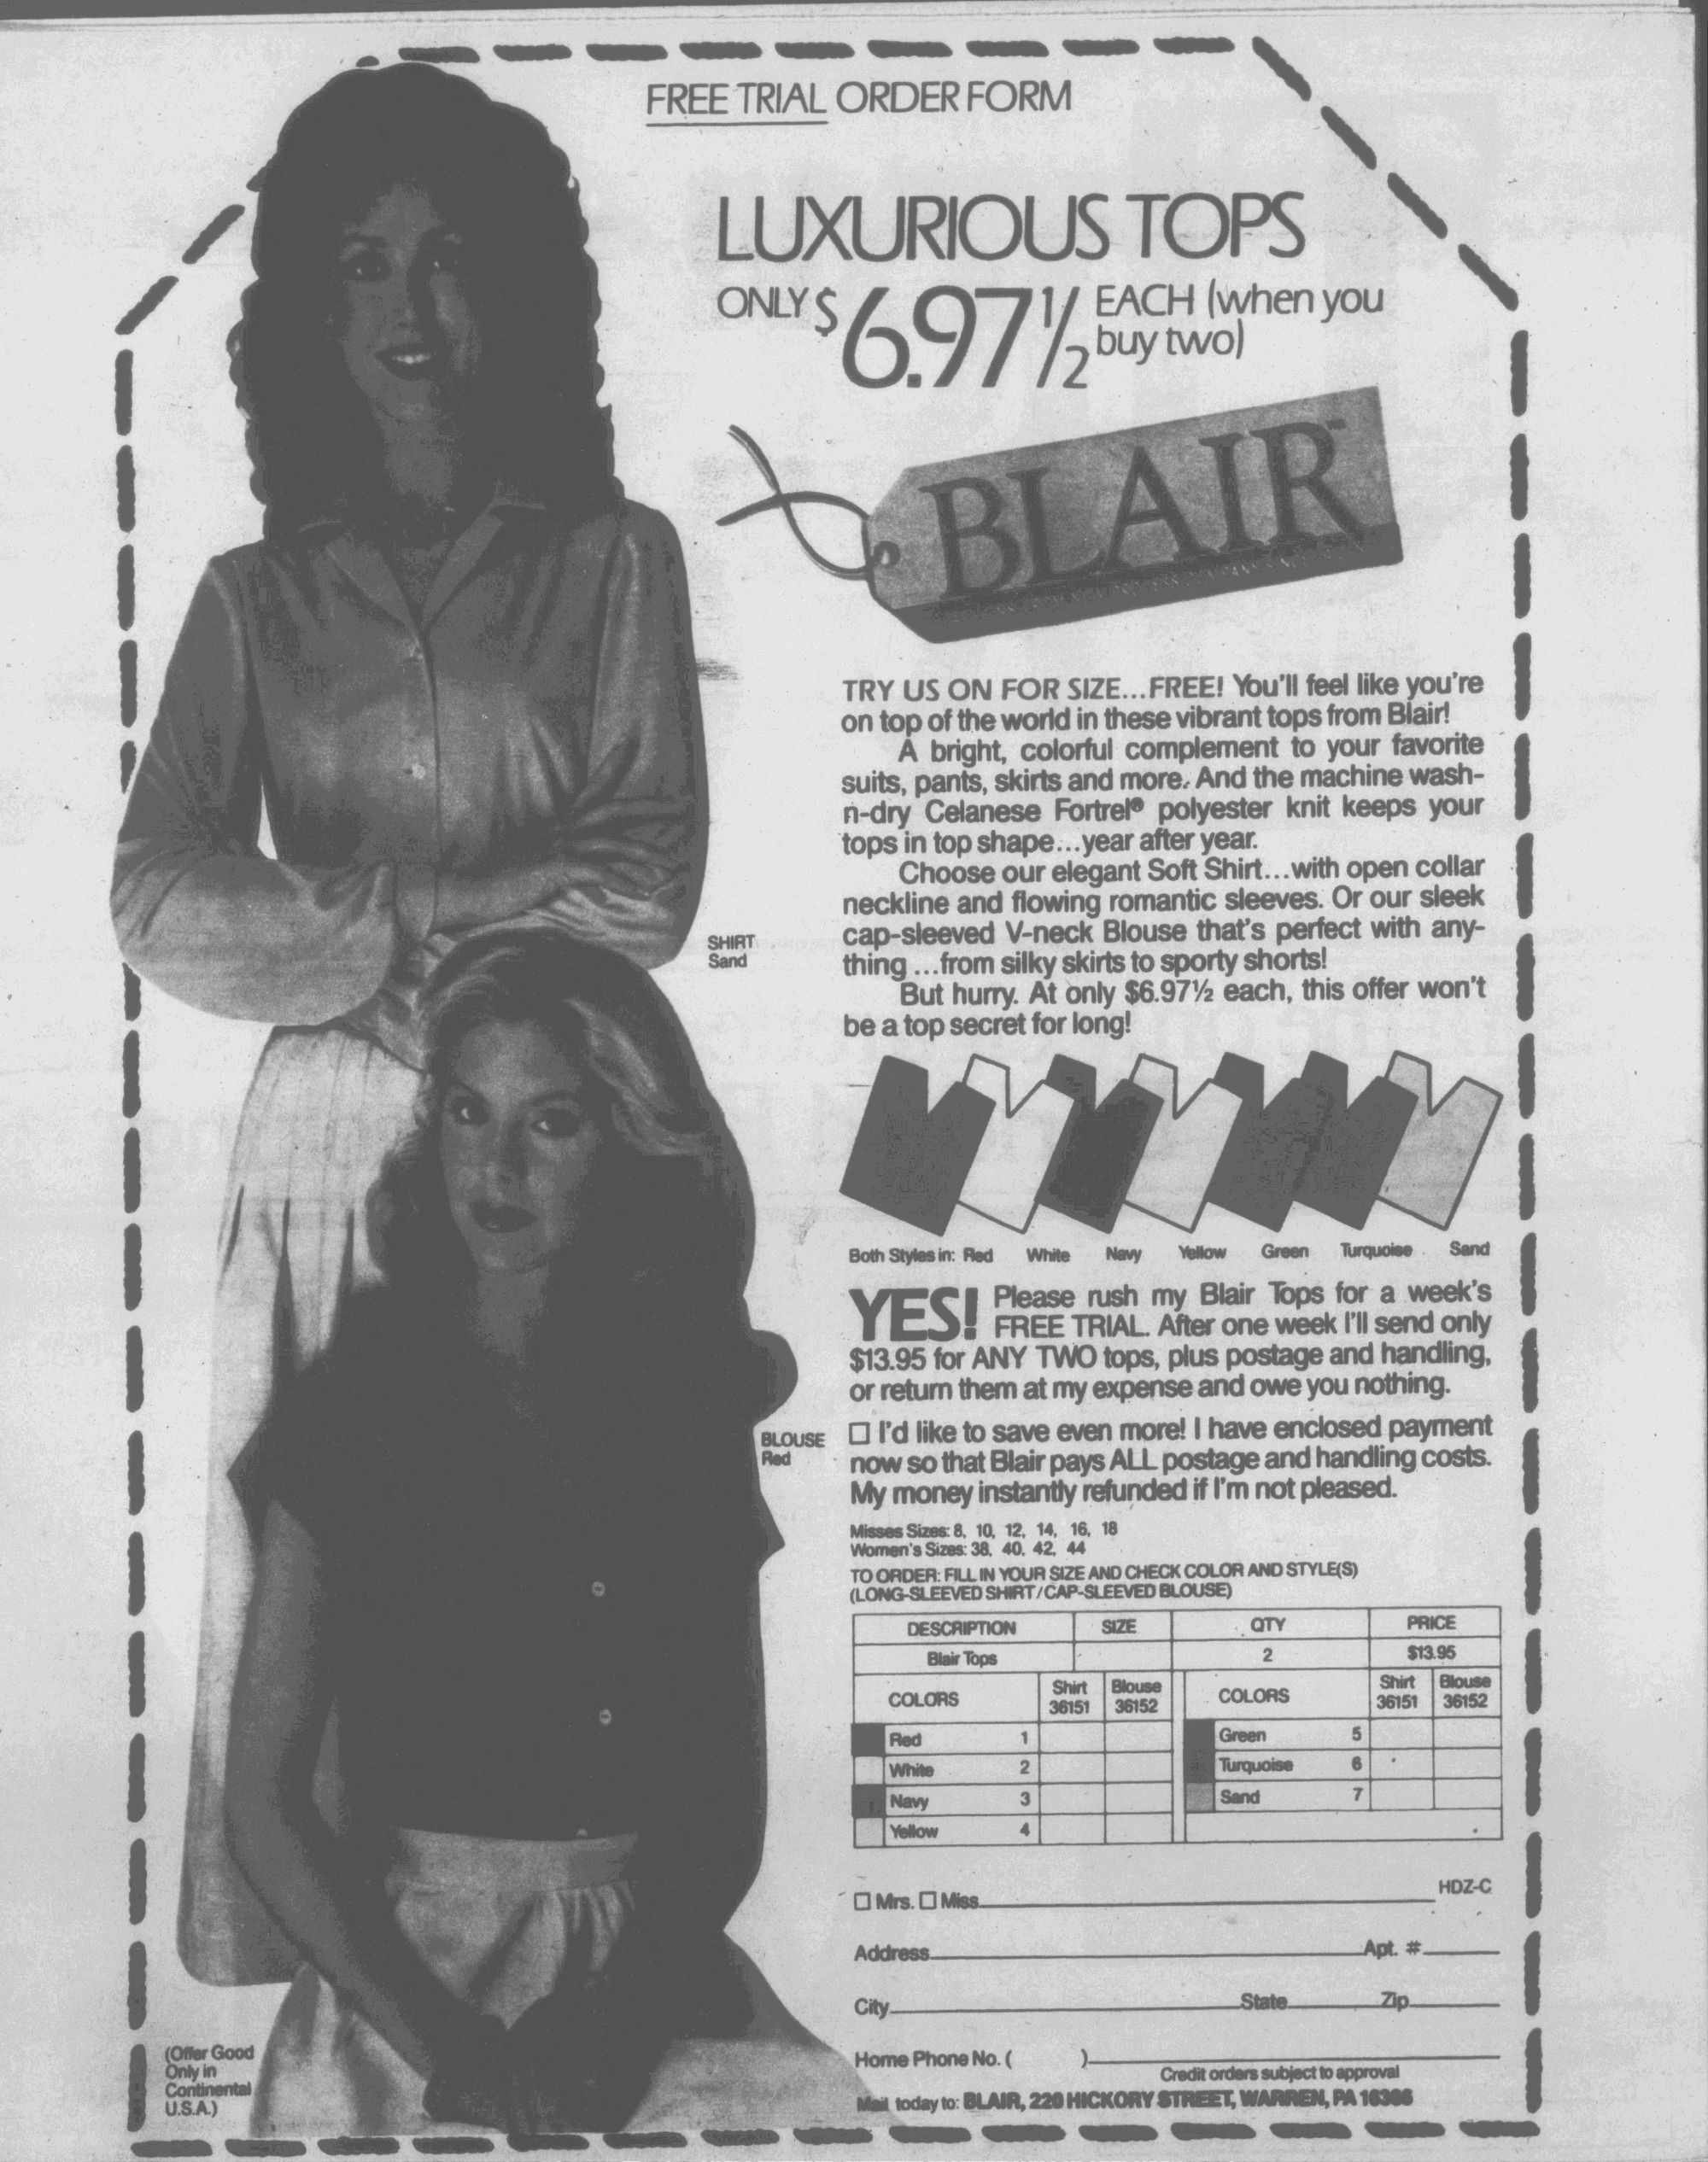 FREE TRIAL ORDER FORM
LUXURIOUS TOPS
ONLY $6.97½ EACH (when you
buy two)
BLAIR™
TRY US ON FOR SIZE...FREE! You'll feel like you're
on top of the world in these vibrant tops from Blair!
A bright, colorful complement to your favorite
suits, pants, skirts and more. And the machine wash-
n-dry Celanese Fortrel® polyester knit keeps your
tops in top shape...year after year.
Choose our elegant Soft Shirt...with open collar
neckline and flowing romantic sleeves. Or our sleek
cap-sleeved V-neck Blouse that's perfect with any-
thing ...from silky skirts to sporty shorts!
But hurry. At only $6.97½ each, this offer won't
be a top secret for long!
SHIRT
Sand
Both Styles in: Red White Navy Yellow Green Turquoise Sand
YES! Please rush my Blair Tops for a week's
FREE TRIAL. After one week I'll send only
$13.95 for ANY TWO tops, plus postage and handling,
or return them at my expense and owe you nothing.
BLOUSE
Red
☐ I'd like to save even more! I have enclosed payment
now so that Blair pays ALL postage and handling costs.
My money instantly refunded if I'm not pleased.
Misses Sizes: 8, 10, 12, 14, 16, 18
Women's Sizes: 38, 40, 42, 44
TO ORDER: FILL IN YOUR SIZE AND CHECK COLOR AND STYLE(S)
(LONG-SLEEVED SHIRT/CAP-SLEEVED BLOUSE)
DESCRIPTION SIZE QTY PRICE
Blair Tops 2 $13.95
COLORS Shirt 36151 Blouse 36152 COLORS Shirt 36151 Blouse 36152
Red 1 Green 5
White 2 Turquoise 6
Navy 3 Sand 7
Yellow 4
HDZ-C
☐ Mrs. ☐ Miss
Address Apt. #
City State Zip
Home Phone No. ( )
Credit orders subject to approval
Mail today to: BLAIR, 220 HICKORY STREET, WARREN, PA 16366
(Offer Good
Only in
Continental
U.S.A.)